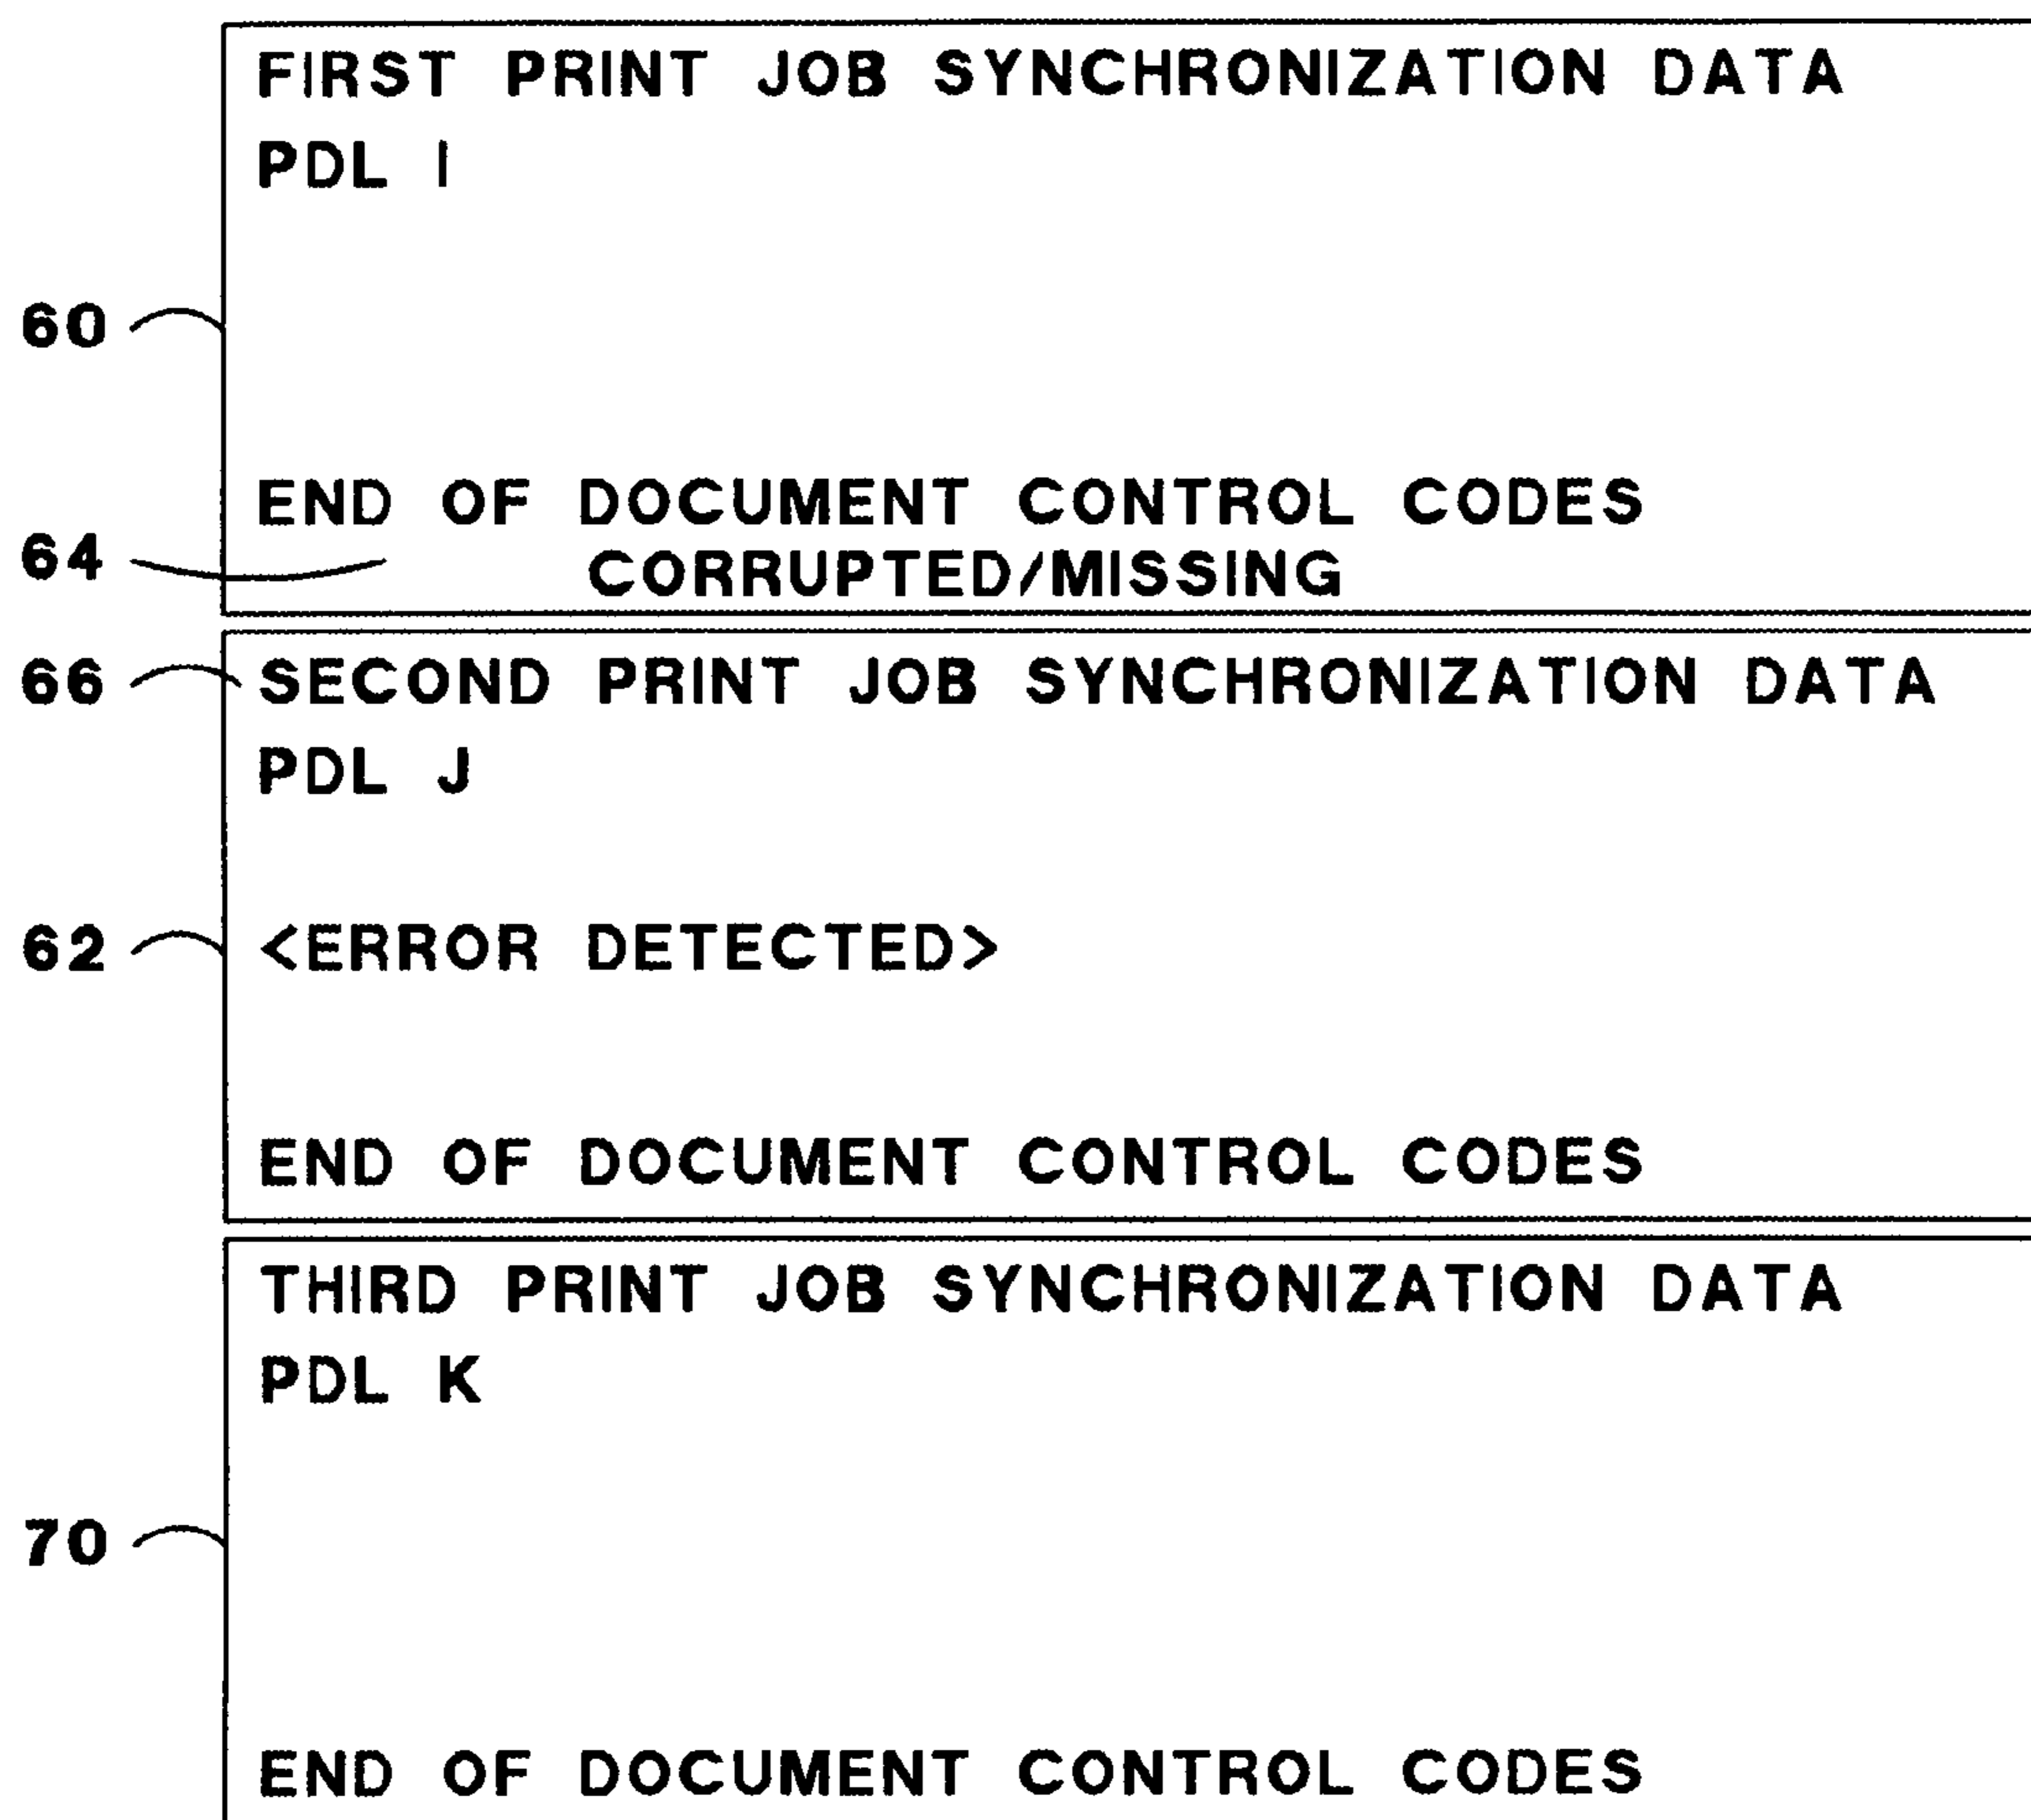 FIRST PRINT JOB SYNCHRONIZATION DATA
PDL I
60
END OF DOCUMENT CONTROL CODES
64 CORRUPTED/MISSING
66 SECOND PRINT JOB SYNCHRONIZATION DATA
PDL J
62 <ERROR DETECTED>
END OF DOCUMENT CONTROL CODES
THIRD PRINT JOB SYNCHRONIZATION DATA
PDL K
70
END OF DOCUMENT CONTROL CODES